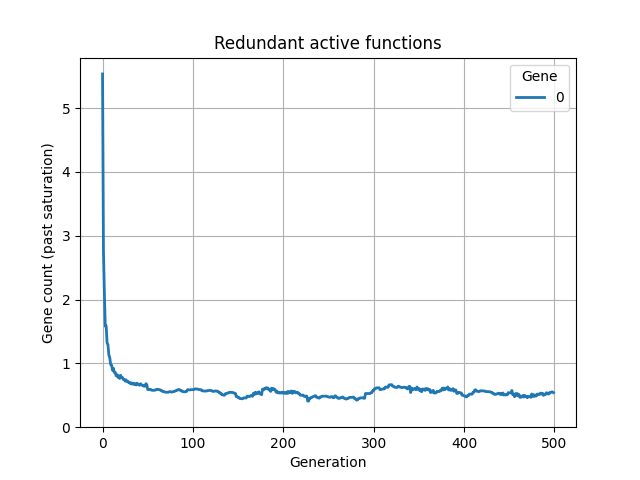 Redundant active functions
Gene
0
Gene count (past saturation)
5
4
3
2
1
0
0 100 200 300 400 500
Generation